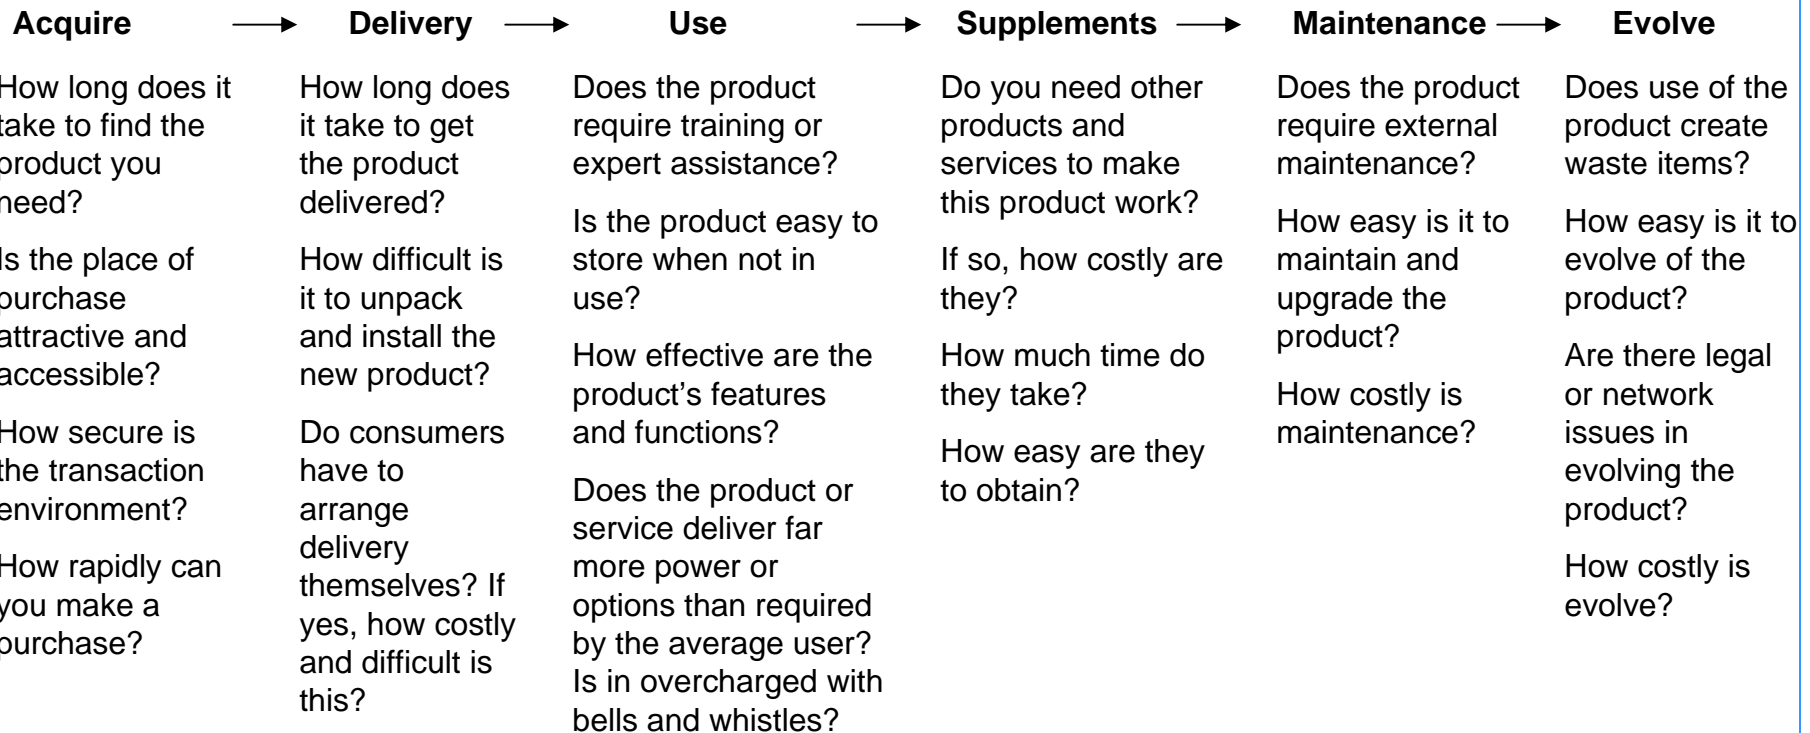 Acquire
Delivery
Use
Supplements
Maintenance
Evolve
How long does it
take to find the
product you
need?
Is the place of
purchase
attractive and
accessible?
How secure is
the transaction
environment?
How rapidly can
you make a
purchase?
How long does
it take to get
the product
delivered?
How difficult is
it to unpack
and install the
new product?
Do consumers
have to
arrange
delivery
themselves? If
yes, how costly
and difficult is
this?
Does the product
require training or
expert assistance?
Is the product easy to
store when not in
use?
How effective are the
product’s features
and functions?
Does the product or
service deliver far
more power or
options than required
by the average user?
Is in overcharged with
bells and whistles?
Do you need other
products and
services to make
this product work?
If so, how costly are
they?
How much time do
they take?
How easy are they
to obtain?
Does the product
require external
maintenance?
How easy is it to
maintain and
upgrade the
product?
How costly is
maintenance?
Does use of the
product create
waste items?
How easy is it to
evolve of the
product?
Are there legal
or network
issues in
evolving the
product?
How costly is
evolve?